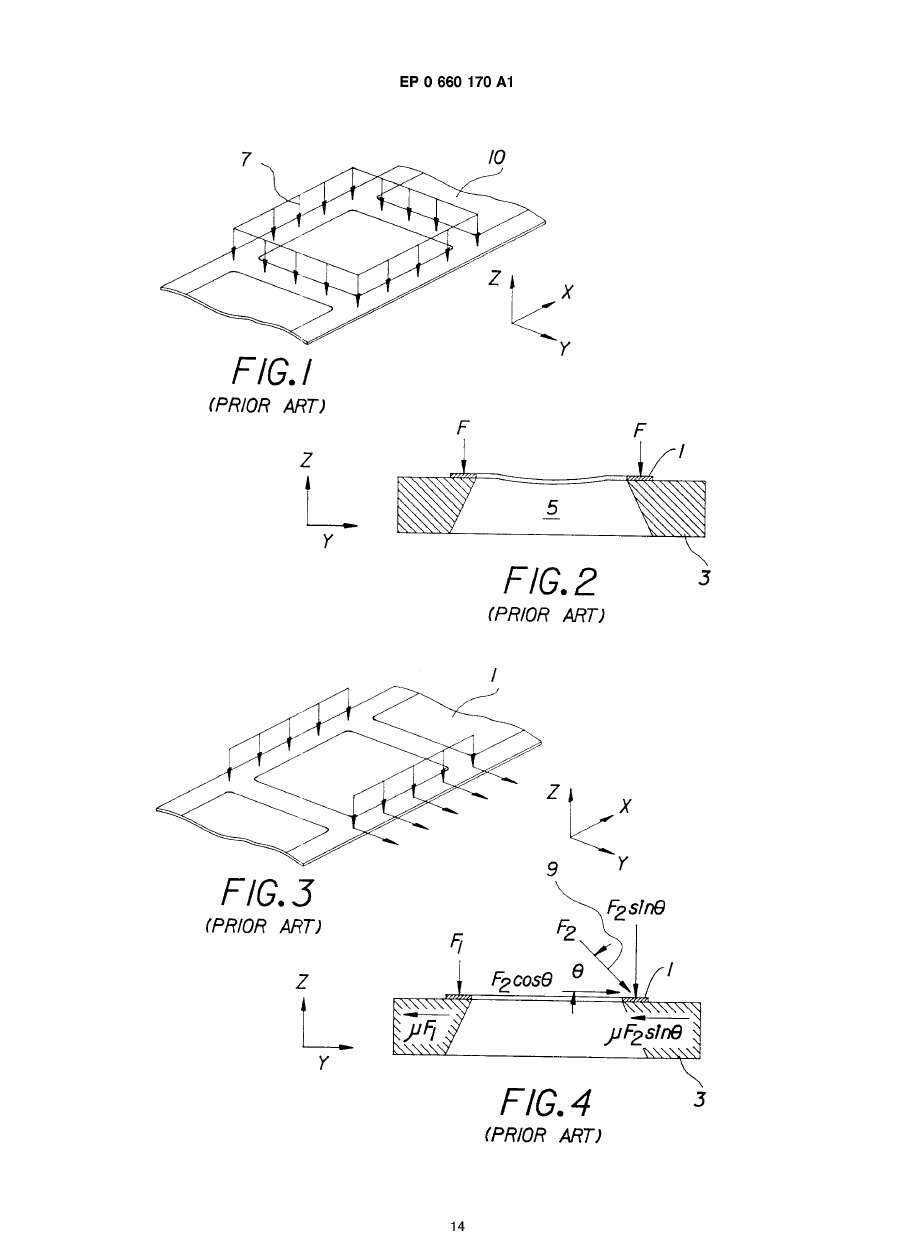 EP 0 660 170 A1
7
10
Z
X
Y
FIG.1
(PRIOR ART)
F
F
1
Z
Y
5
3
FIG.2
(PRIOR ART)
1
Z
X
Y
FIG.3
(PRIOR ART)
9
F2sinθ
F2
F1
F2cosθ
θ
1
Z
Y
μF1
μF2sinθ
3
FIG.4
(PRIOR ART)
14